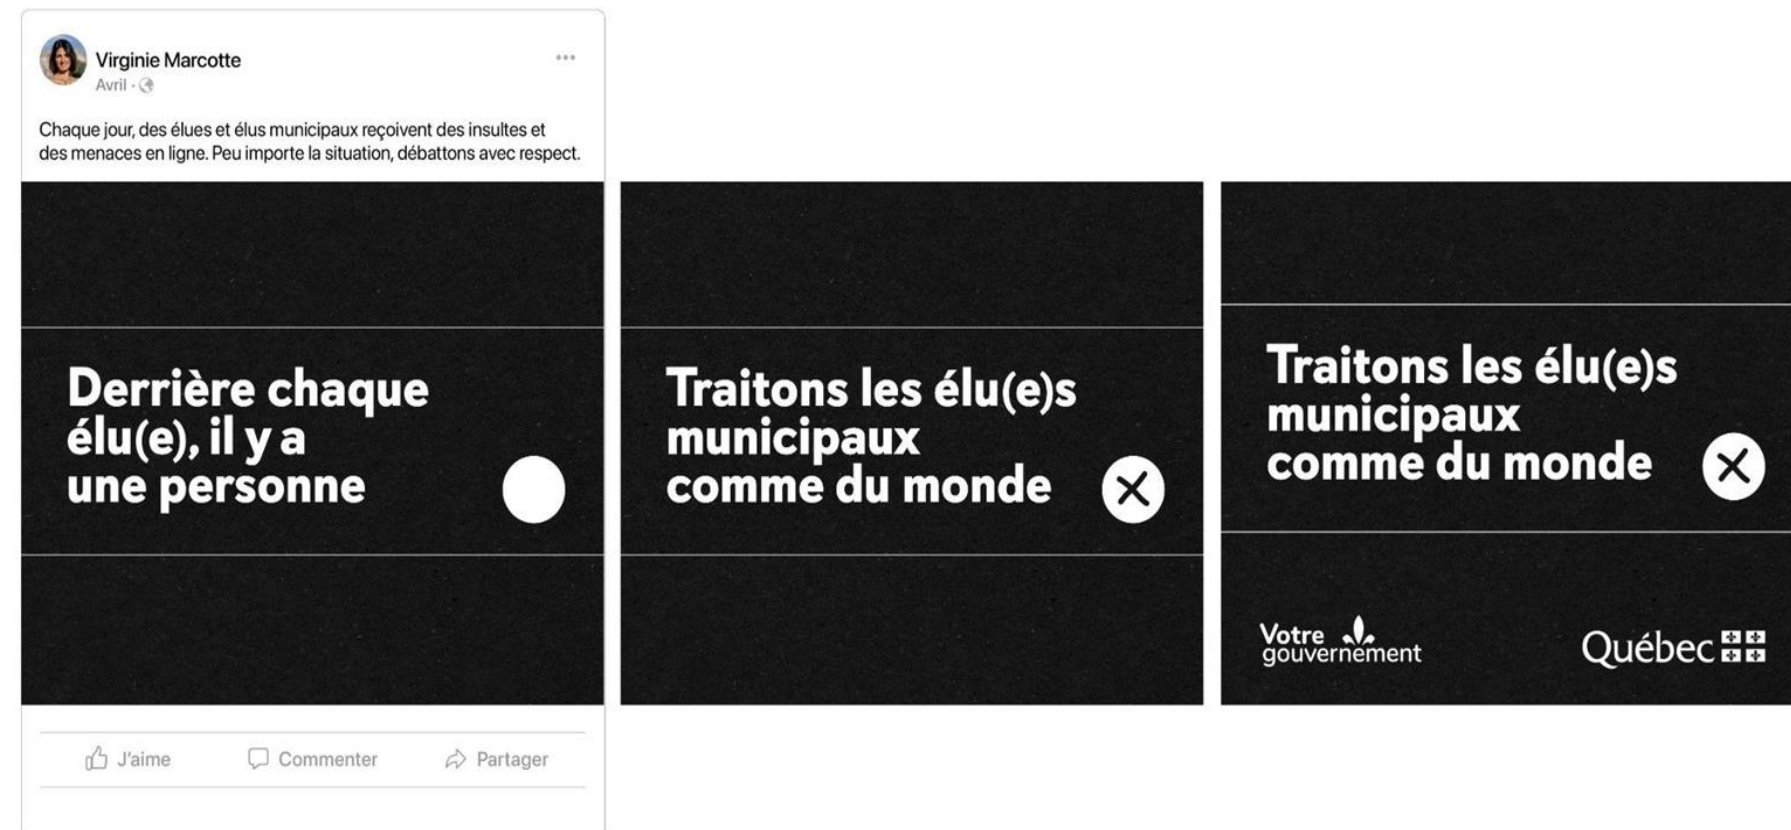 Virginie Marcotte
Avril
Chaque jour, des élues et élus municipaux reçoivent des insultes et
des menaces en ligne. Peu importe la situation, débattons avec respect.
Derrière chaque
élu(e), il y a
une personne
J'aime
Commenter
Partager
Traitons les élu(e)s
municipaux
comme du monde
Traitons les élu(e)s
municipaux
comme du monde
Votre
gouvernement
Québec